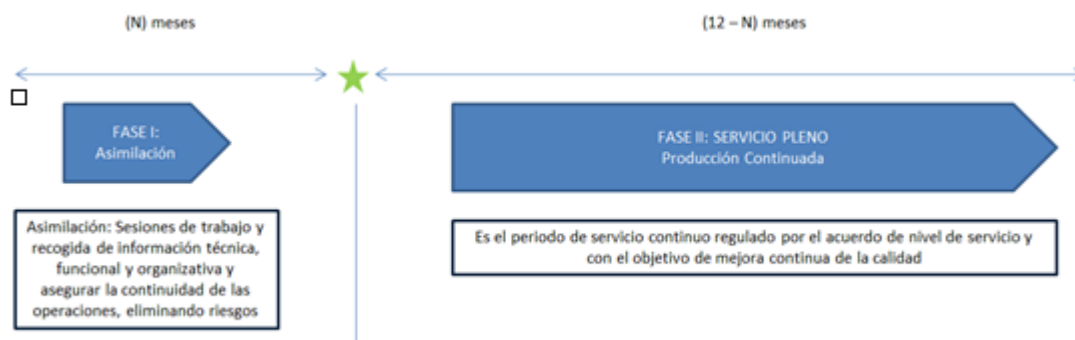 (N) meses
(12 – N) meses
FASE I:
Asimilación
FASE II: SERVICIO PLENO
Producción Continuada
Asimilación: Sesiones de trabajo y
recogida de información técnica,
funcional y organizativa y
asegurar la continuidad de las
operaciones, eliminando riesgos
Es el periodo de servicio continuo regulado por el acuerdo de nivel de servicio y
con el objetivo de mejora continua de la calidad